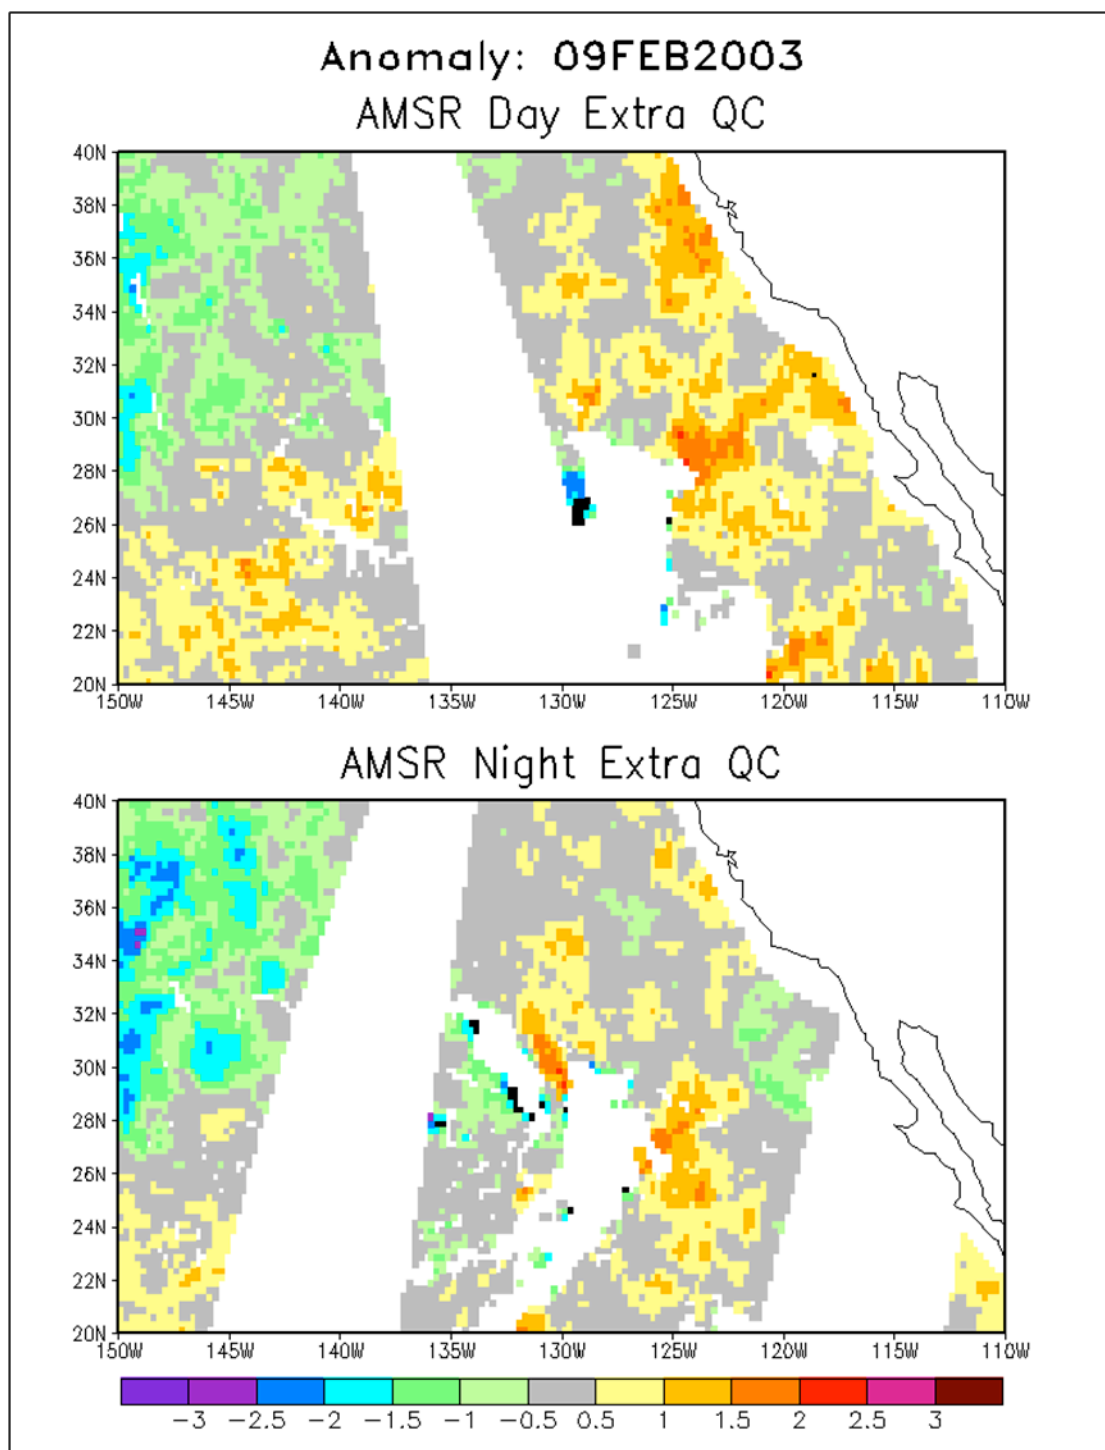 Anomaly: 09FEB2003
AMSR Day Extra QC
40N
38N
36N
34N
32N
30N
28N
26N
24N
22N
20N
150W 145W 140W 135W 130W 125W 120W 115W 110W
AMSR Night Extra QC
40N
38N
36N
34N
32N
30N
28N
26N
24N
22N
20N
150W 145W 140W 135W 130W 125W 120W 115W 110W
-3 -2.5 -2 -1.5 -1 -0.5 0.5 1 1.5 2 2.5 3